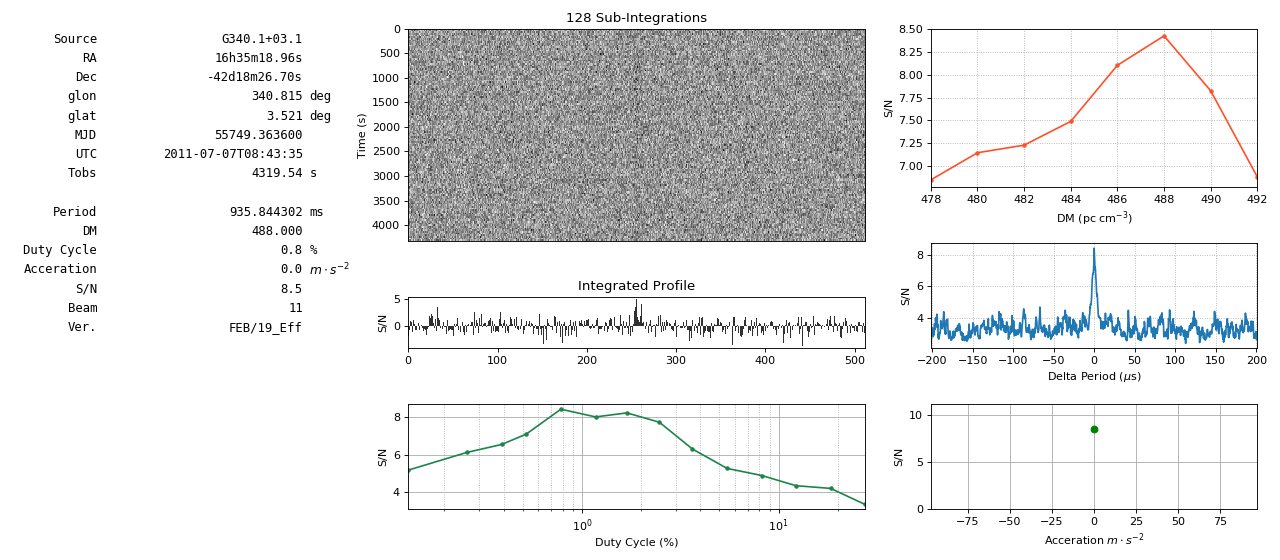 Source G340.1+03.1
RA 16h35m18.96s
Dec -42d18m26.70s
glon 340.815 deg
glat 3.521 deg
MJD 55749.363600
UTC 2011-07-07T08:43:35
Tobs 4319.54 s
Period 935.844302 ms
DM 488.000
Duty Cycle 0.8 %
Acceration 0.0 m · s⁻²
S/N 8.5
Beam 11
Ver. FEB/19_Eff
128 Sub-Integrations
0
500
1000
1500
2000
2500
3000
3500
4000
Time (s)
Integrated Profile
5
0
S/N
0 100 200 300 400 500
8
6
4
S/N
10⁰ 10¹
Duty Cycle (%)
8.50
8.25
8.00
7.75
7.50
7.25
7.00
S/N
478 480 482 484 486 488 490 492
DM (pc cm⁻³)
8
6
4
S/N
−200 −150 −100 −50 0 50 100 150 200
Delta Period (μs)
10
5
0
S/N
−75 −50 −25 0 25 50 75
Acceration m · s⁻²